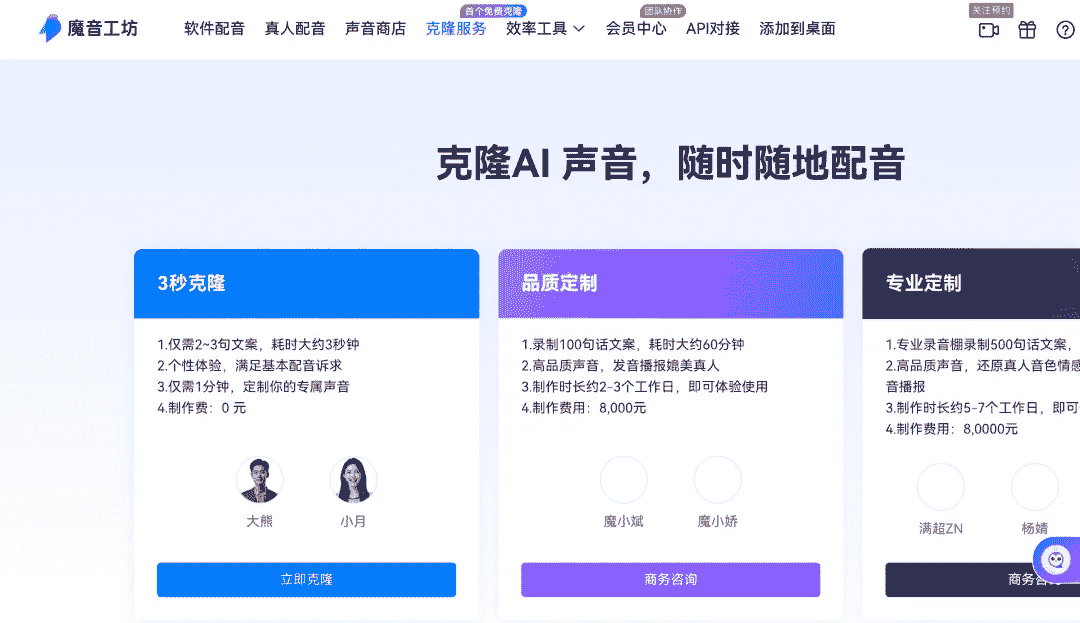 首个免费克隆
团队协作
关注预约
魔音工坊
软件配音
真人配音
声音商店
克隆服务
效率工具
会员中心
API对接
添加到桌面
克隆AI 声音，随时随地配音
3秒克隆
1.仅需2~3句文案，耗时大约3秒钟
2.个性体验，满足基本配音诉求
3.仅需1分钟，定制你的专属声音
4.制作费：0 元
大熊
小月
立即克隆
品质定制
1.录制100句话文案，耗时大约60分钟
2.高品质声音，发音播报媲美真人
3.制作时长约2-3个工作日，即可体验使用
4.制作费用：8,000元
魔小斌
魔小娇
商务咨询
专业定制
1.专业录音棚录制500句话文案，
2.高品质声音，还原真人音色情感
音播报
3.制作时长约5-7个工作日，即可
4.制作费用：8,0000元
满超ZN
杨婧
商务咨